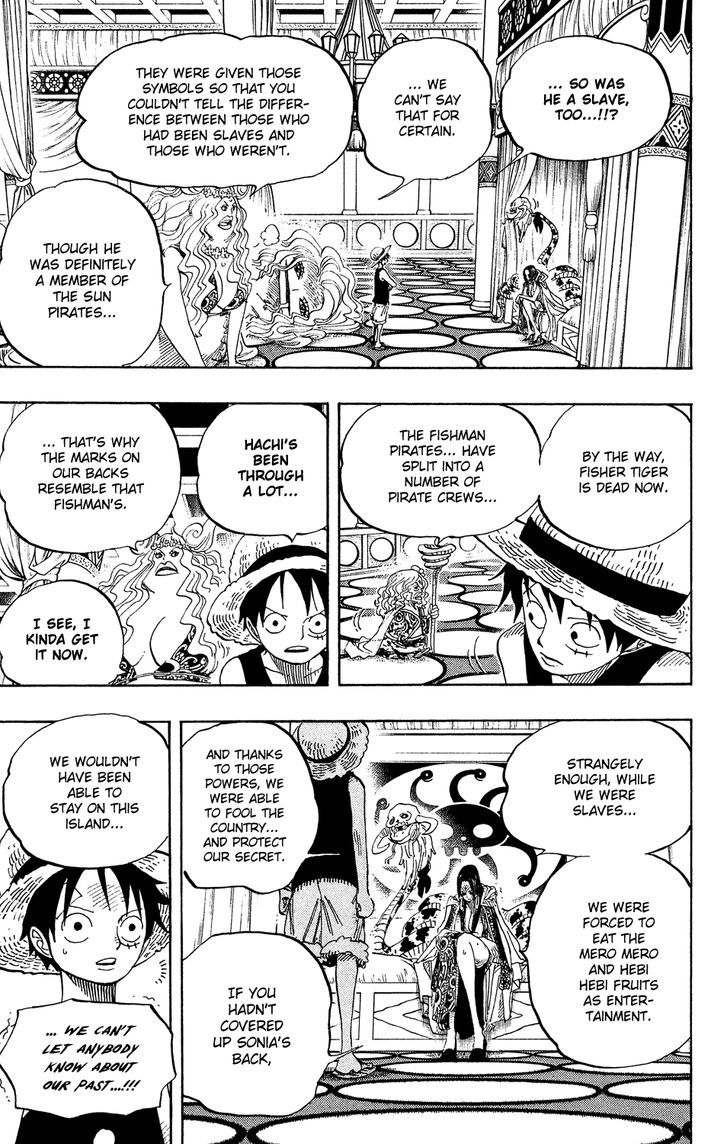 ... SO WAS
HE A SLAVE,
TOO...!!?
... WE
CAN'T SAY
THAT FOR
CERTAIN.
THEY WERE GIVEN THOSE
SYMBOLS SO THAT YOU
COULDN'T TELL THE DIFFER-
ENCE BETWEEN THOSE WHO
HAD BEEN SLAVES AND
THOSE WHO WEREN'T.
THOUGH HE
WAS DEFINITELY
A MEMBER OF
THE SUN
PIRATES...
BY THE WAY,
FISHER TIGER
IS DEAD NOW.
THE FISHMAN
PIRATES... HAVE
SPLIT INTO A
NUMBER OF
PIRATE CREWS...
HACHI'S
BEEN
THROUGH
A LOT...
... THAT'S WHY
THE MARKS ON
OUR BACKS
RESEMBLE THAT
FISHMAN'S.
I SEE, I
KINDA GET
IT NOW.
STRANGELY
ENOUGH, WHILE
WE WERE
SLAVES...
WE WERE
FORCED TO
EAT THE
MERO MERO
AND HEBI
HEBI FRUITS
AS ENTER-
TAINMENT.
AND THANKS
TO THOSE
POWERS, WE
WERE ABLE
TO FOOL THE
COUNTRY...
AND PROTECT
OUR SECRET.
IF YOU
HADN'T
COVERED
UP SONIA'S
BACK,
WE WOULDN'T
HAVE BEEN
ABLE TO
STAY ON THIS
ISLAND...
... WE CAN'T
LET ANYBODY
KNOW ABOUT
OUR PAST...!!!